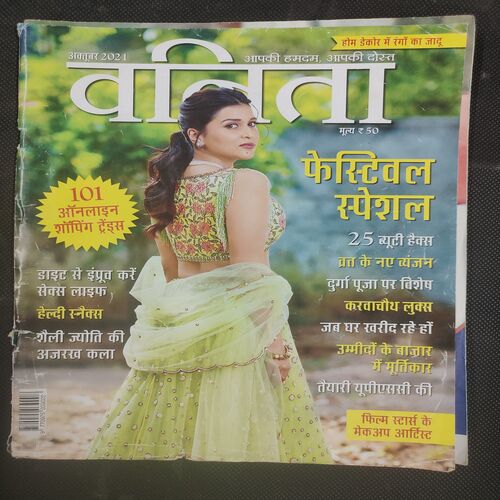 होम डेकोर में रंगों का जादू
अक्तूबर 2021
आपकी हमदम, आपकी दोस्त
वनिता
मूल्य ₹ 50
फेस्टिवल
स्पेशल
101
ऑनलाइन
शॉपिंग ट्रेंड्स
25 ब्यूटी हैक्स
व्रत के नए व्यंजन
दुर्गा पूजा पर विशेष
करवाचौथ लुक्स
जब घर खरीद रहे हों
उम्मीदों के बाजार
में मूर्तिकार
तैयारी यूपीएससी की
डाइट से इंप्रूव करें
सेक्स लाइफ
हेल्दी स्नैक्स
शैली ज्योति की
अजरख कला
फिल्म स्टार्स के
मेकअप आर्टिस्ट